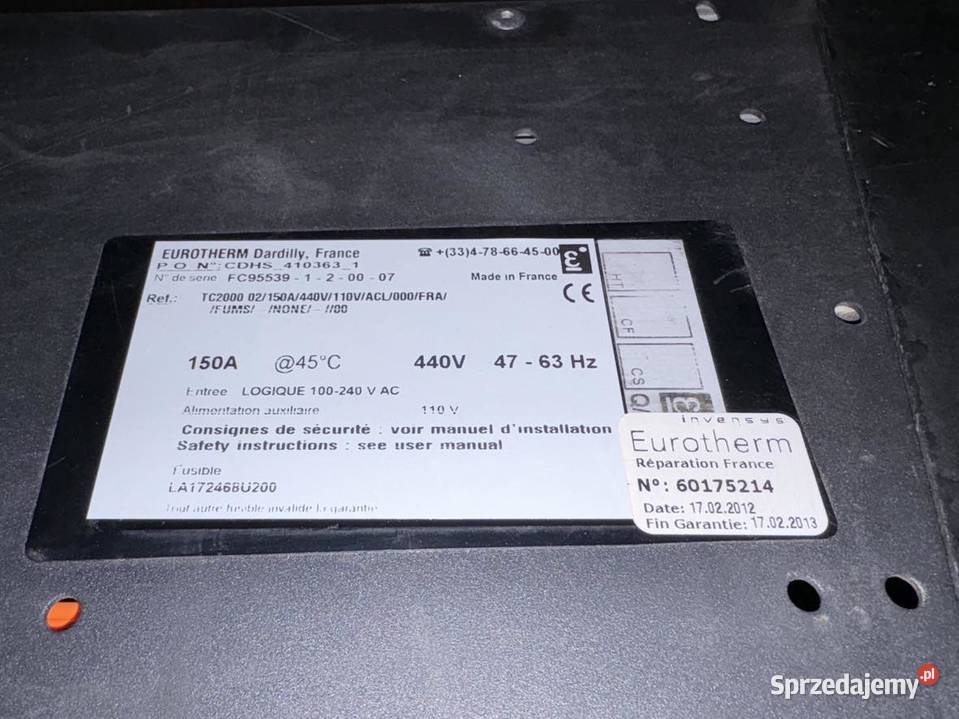 EUROTHERM Dardilly, France
☎ +(33)4-78-66-45-00
P.O. N°: CDHS_410363_1
N° de serie FC95539 - 1 - 2 - 00 - 07
Made in France
CE
Ref.: TC2000 02/150A/440V/110V/ACL/000/FRA/
/FUMS/ /NONE/ - //00
150A @45°C 440V 47 - 63 Hz
Entree LOGIQUE 100-240 V AC
Alimentation auxiliaire 110 V
Consignes de sécurité : voir manuel d'installation
Safety instructions : see user manual
Fusible
LA172468U200
Tout autre fusible invalide la garantie
HT
CF
CS
invensys
Eurotherm
Réparation France
N°: 60175214
Date: 17.02.2012
Fin Garantie: 17.02.2013
Sprzedajemy.pl